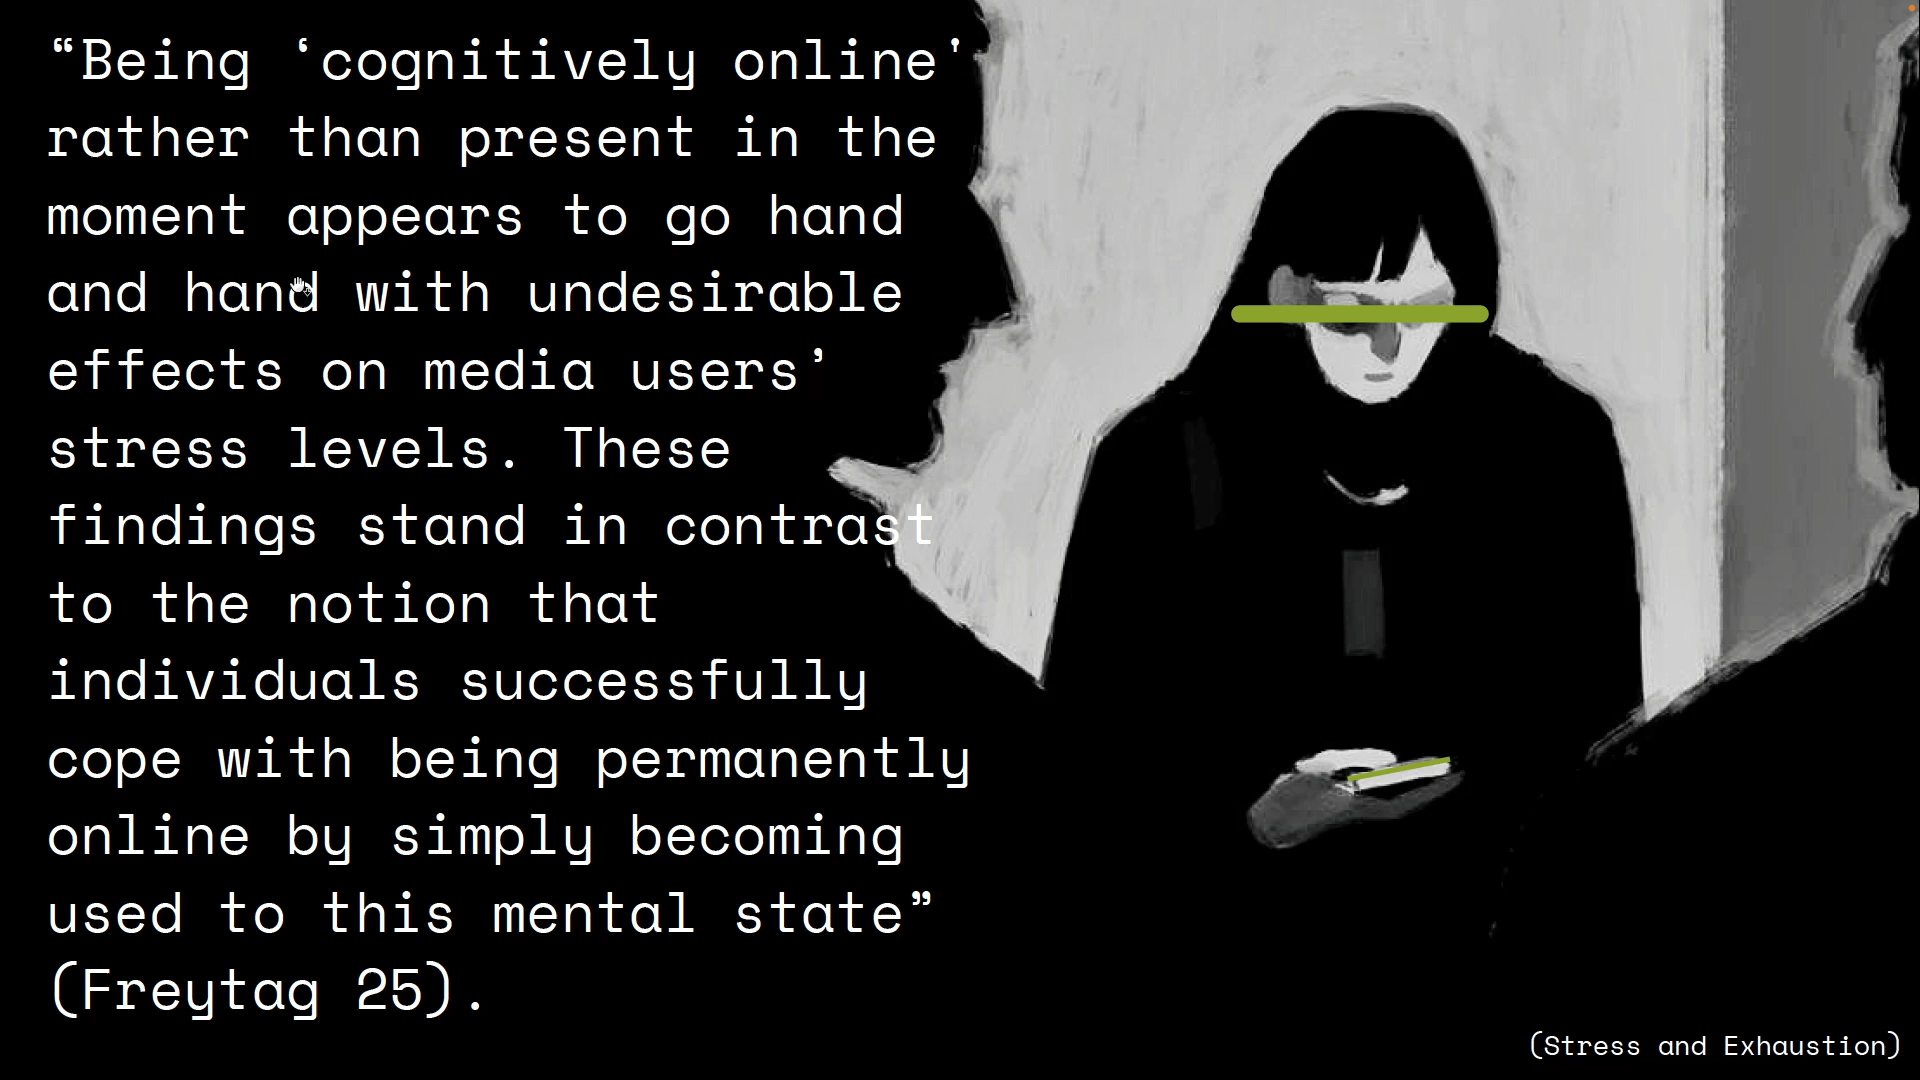 “Being ‘cognitively online’
rather than present in the
moment appears to go hand
and hand with undesirable
effects on media users’
stress levels. These
findings stand in contrast
to the notion that
individuals successfully
cope with being permanently
online by simply becoming
used to this mental state”
(Freytag 25).
(Stress and Exhaustion)